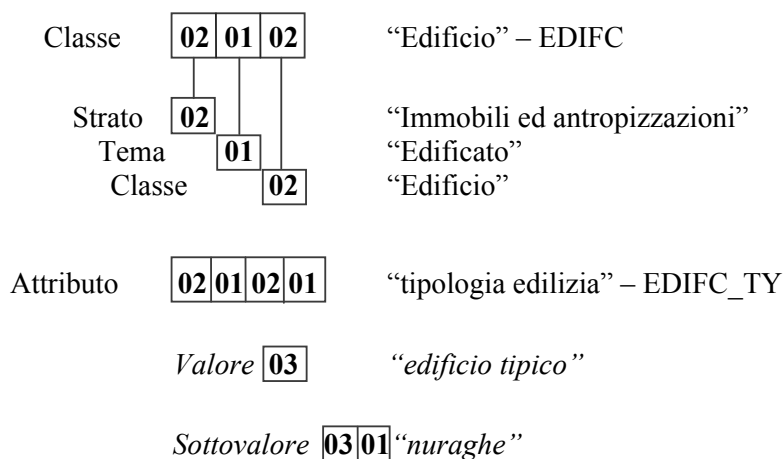 Classe 02 01 02 “Edificio” – EDIFC
Strato 02 “Immobili ed antropizzazioni”
Tema 01 “Edificato”
Classe 02 “Edificio”
Attributo 02 01 02 01 “tipologia edilizia” – EDIFC_TY
Valore 03 “edificio tipico”
Sottovalore 03 01 “nuraghe”